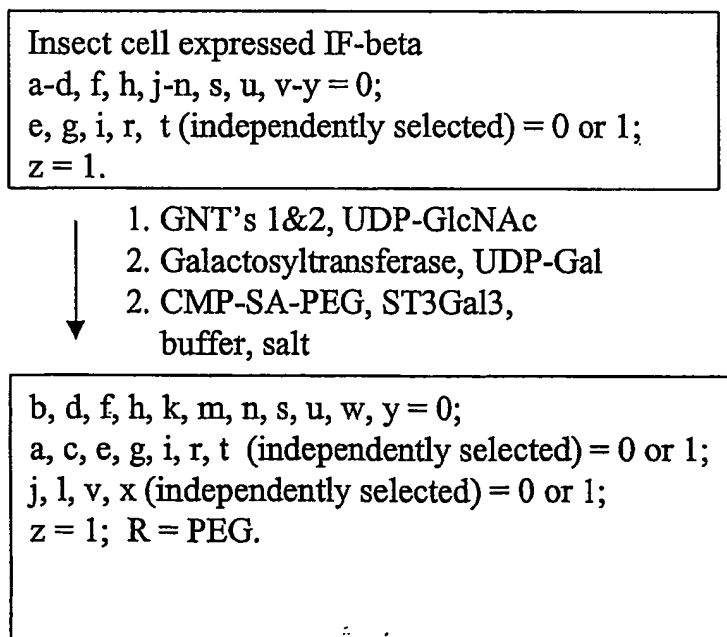 Insect cell expressed IF-beta
a-d, f, h, j-n, s, u, v-y = 0;
e, g, i, r, t (independently selected) = 0 or 1;
z = 1.
1. GNT's 1&2, UDP-GlcNAc
2. Galactosyltransferase, UDP-Gal
2. CMP-SA-PEG, ST3Gal3,
buffer, salt
b, d, f, h, k, m, n, s, u, w, y = 0;
a, c, e, g, i, r, t (independently selected) = 0 or 1;
j, l, v, x (independently selected) = 0 or 1;
z = 1; R = PEG.